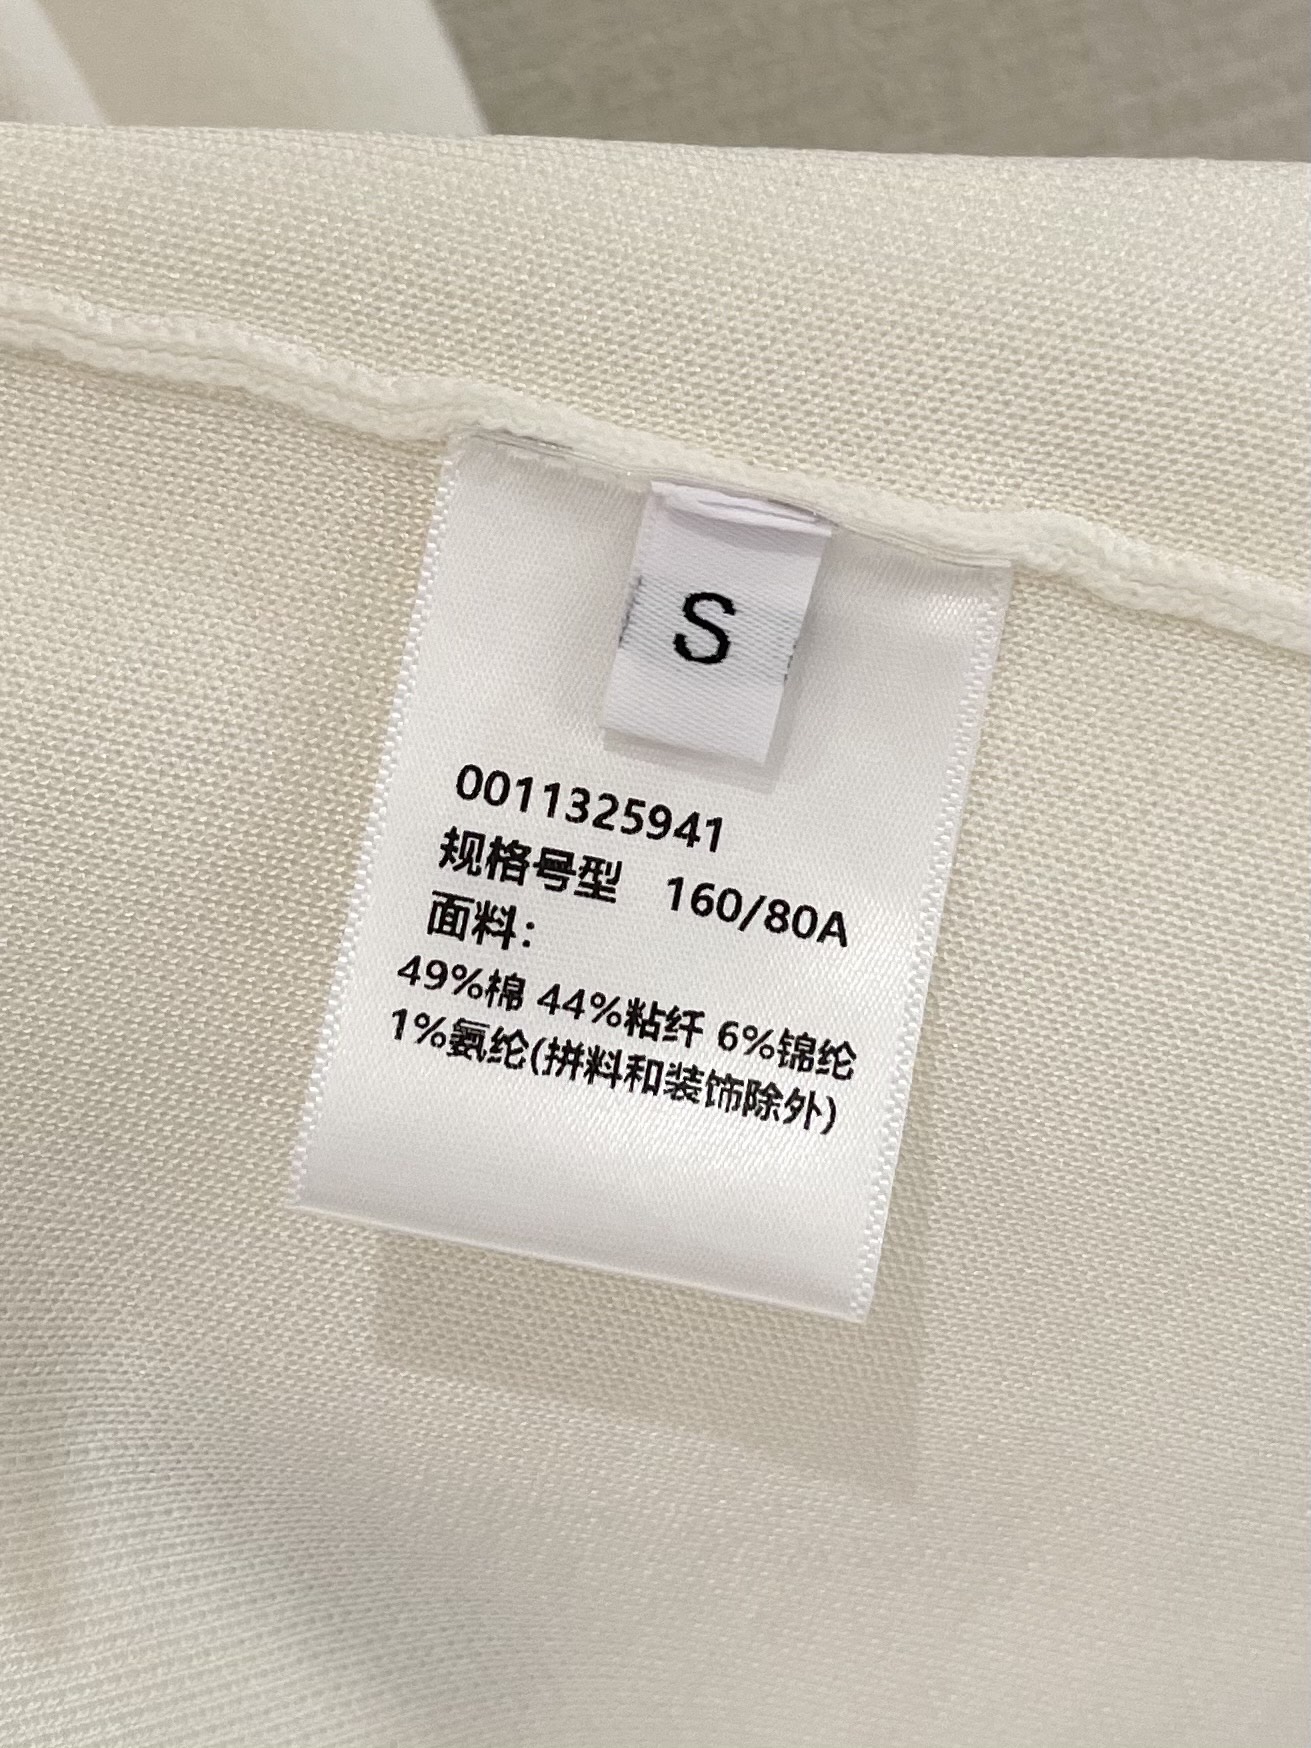 S
0011325941
规格号型 160/80A
面料:
49%棉 44%粘纤 6%锦纶
1%氨纶(拼料和装饰除外)